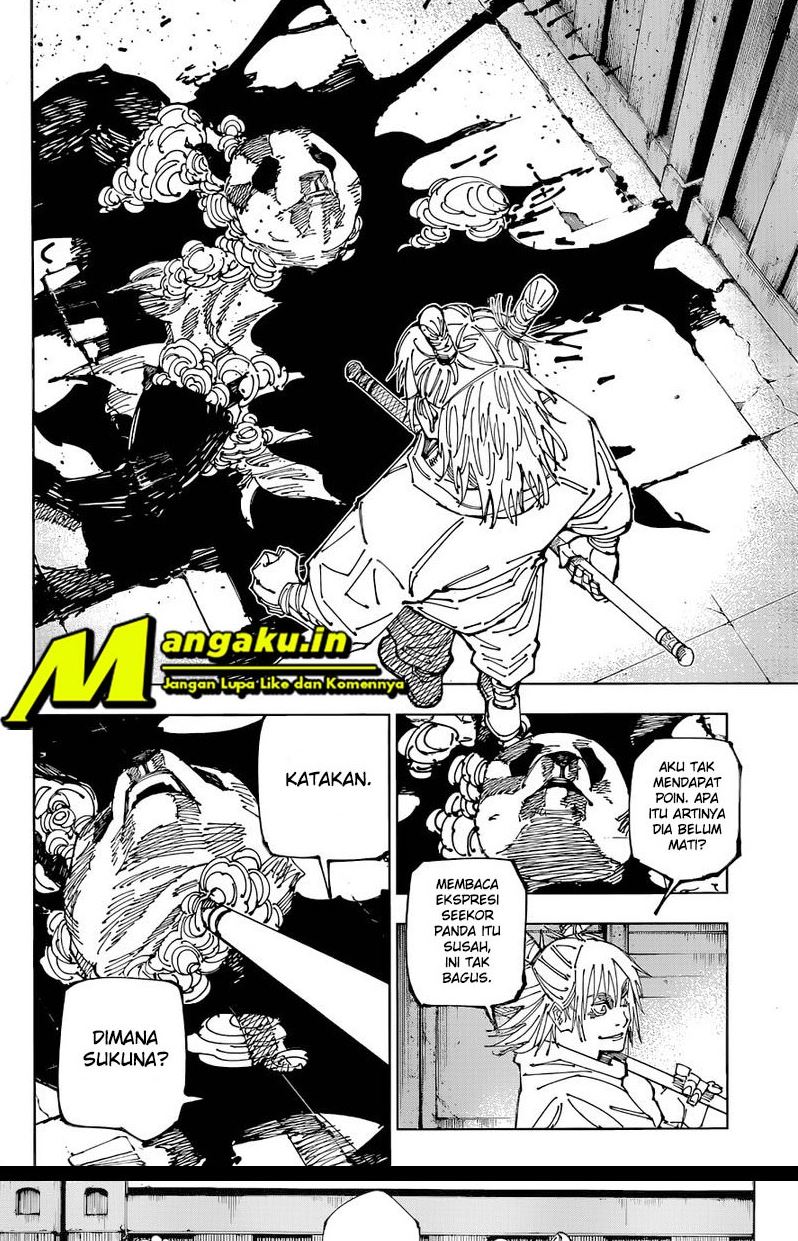 Mangaku.in
Jangan Lupa Like dan Komennya
AKU TAK
MENDAPAT
POIN. APA
ITU ARTINYA
DIA BELUM
MATI?
MEMBACA
EKSPRESI
SEEKOR
PANDA ITU
SUSAH,
INI TAK
BAGUS.
KATAKAN.
DIMANA
SUKUNA?